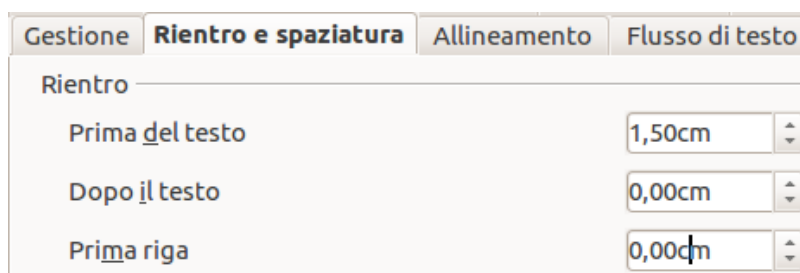 Gestione Rientro e spaziatura Allineamento Flusso di testo
Rientro
Prima del testo 1,50cm
Dopo il testo 0,00cm
Prima riga 0,00cm